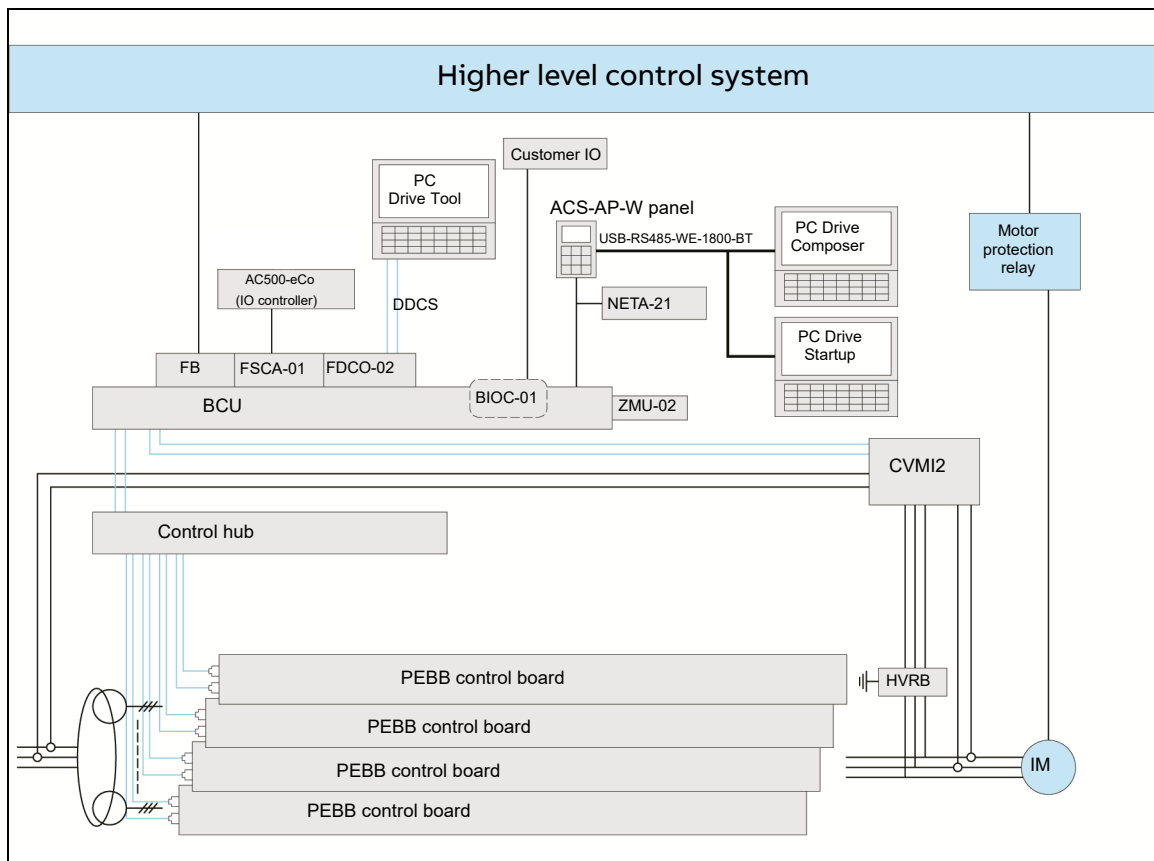 Higher level control system
Customer IO
PC
Drive Tool
ACS-AP-W panel
USB-RS485-WE-1800-BT
PC Drive
Composer
Motor
protection
relay
AC500-eCo
(IO controller)
DDCS
NETA-21
PC Drive
Startup
FB
FSCA-01
FDCO-02
BCU
BIOC-01
ZMU-02
CVMI2
Control hub
PEBB control board
HVRB
PEBB control board
PEBB control board
IM
PEBB control board